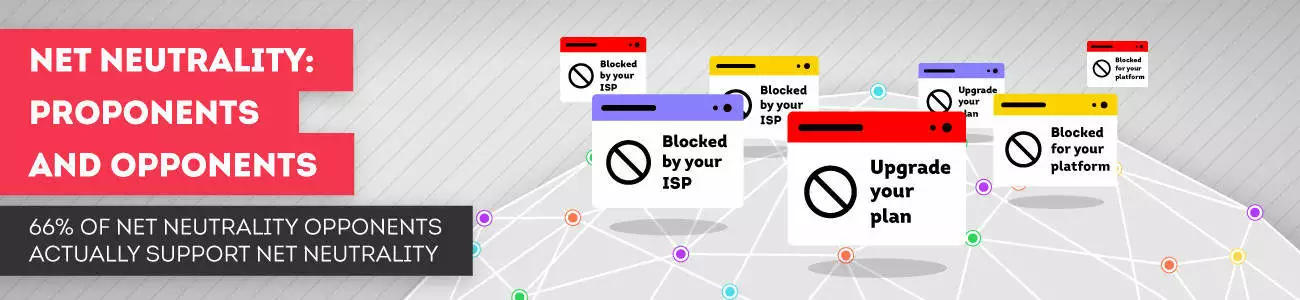 NET NEUTRALITY:
PROPONENTS
AND OPPONENTS
66% OF NET NEUTRALITY OPPONENTS
ACTUALLY SUPPORT NET NEUTRALITY
Blocked
by your
ISP
Blocked
by your
ISP
Upgrade
your
plan
Blocked
for your
platform
Blocked
by your
ISP
Upgrade
your
plan
Blocked
for your
platform